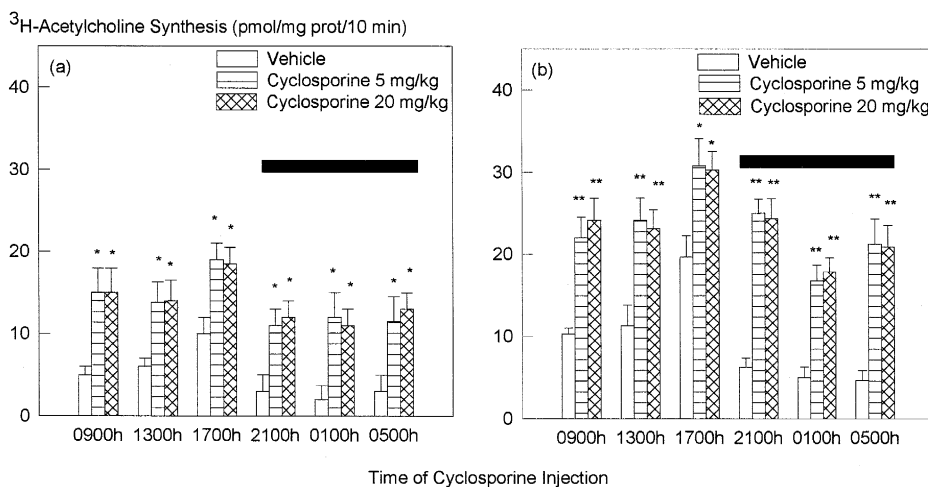 ³H-Acetylcholine Synthesis (pmol/mg prot/10 min)
(a)
Vehicle
Cyclosporine 5 mg/kg
Cyclosporine 20 mg/kg
40
30
20
10
0
* * * * * * * * * * * *
0900h 1300h 1700h 2100h 0100h 0500h
(b)
Vehicle
Cyclosporine 5 mg/kg
Cyclosporine 20 mg/kg
40
30
20
10
0
** ** ** ** * * ** ** ** ** ** **
0900h 1300h 1700h 2100h 0100h 0500h
Time of Cyclosporine Injection